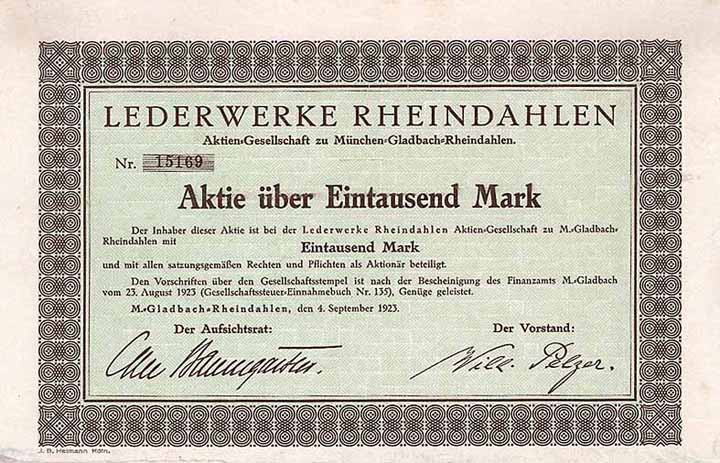 LEDERWERKE RHEINDAHLEN
Aktien-Gesellschaft zu München-Gladbach-Rheindahlen.
Nr. 15169
Aktie über Eintausend Mark
Der Inhaber dieser Aktie ist bei der Lederwerke Rheindahlen Aktien-Gesellschaft zu M.-Gladbach-
Rheindahlen mit
Eintausend Mark
und mit allen satzungsgemäßen Rechten und Pflichten als Aktionär beteiligt.
Den Vorschriften über den Gesellschaftsstempel ist nach der Bescheinigung des Finanzamts M.-Gladbach
vom 23. August 1923 (Gesellschaftssteuer-Einnahmebuch Nr. 135), Genüge geleistet.
M.-Gladbach-Rheindahlen, den 4. September 1923.
Der Aufsichtsrat: Der Vorstand:
Baumgarten. Will. Pelzer.
J. B. Heimann Köln.